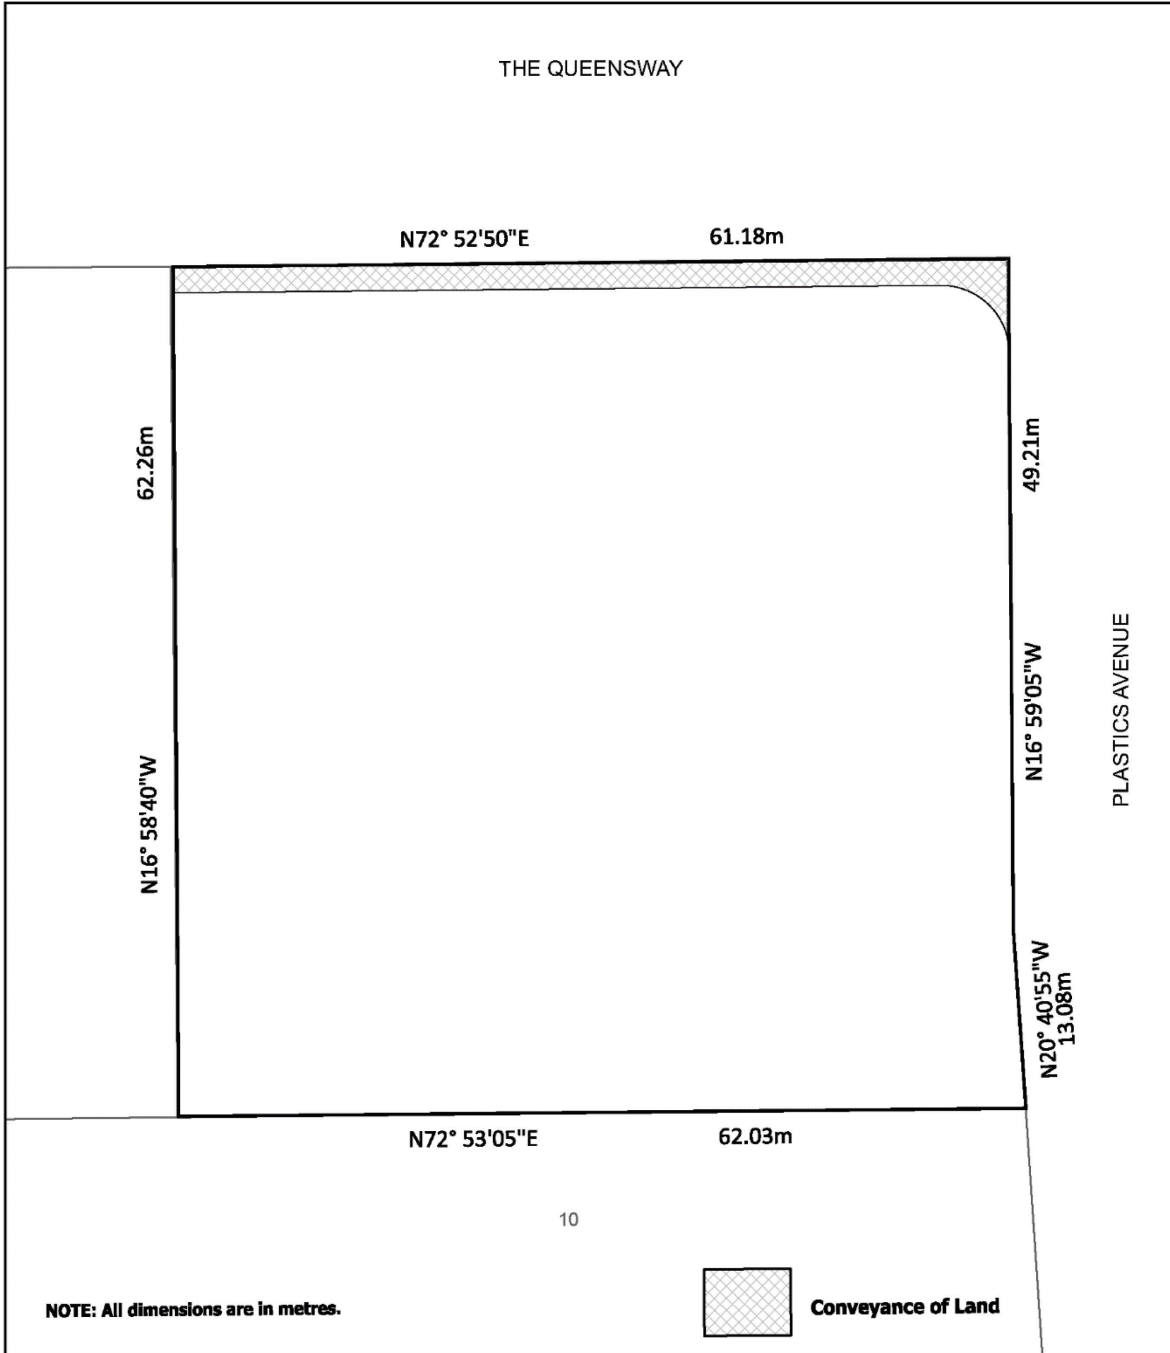 THE QUEENSWAY
N72° 52'50"E 61.18m
62.26m
49.21m
N16° 59'05"W
PLASTICS AVENUE
N16° 58'40"W
N20° 40'55"W
13.08m
N72° 53'05"E 62.03m
10
NOTE: All dimensions are in metres.
Conveyance of Land